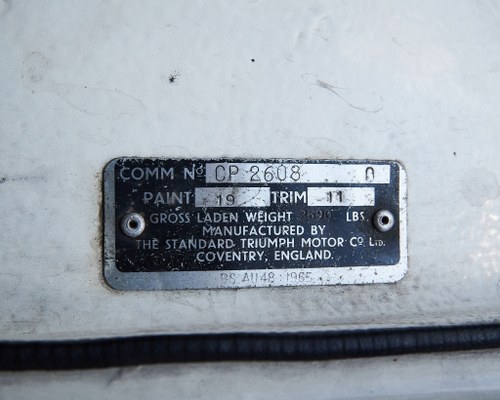 COMM No CP 2608 O
PAINT 19 TRIM 11
GROSS LADEN WEIGHT LBS.
MANUFACTURED BY
THE STANDARD TRIUMPH MOTOR CO. LTD.
COVENTRY, ENGLAND.
BS AU48 : 1965